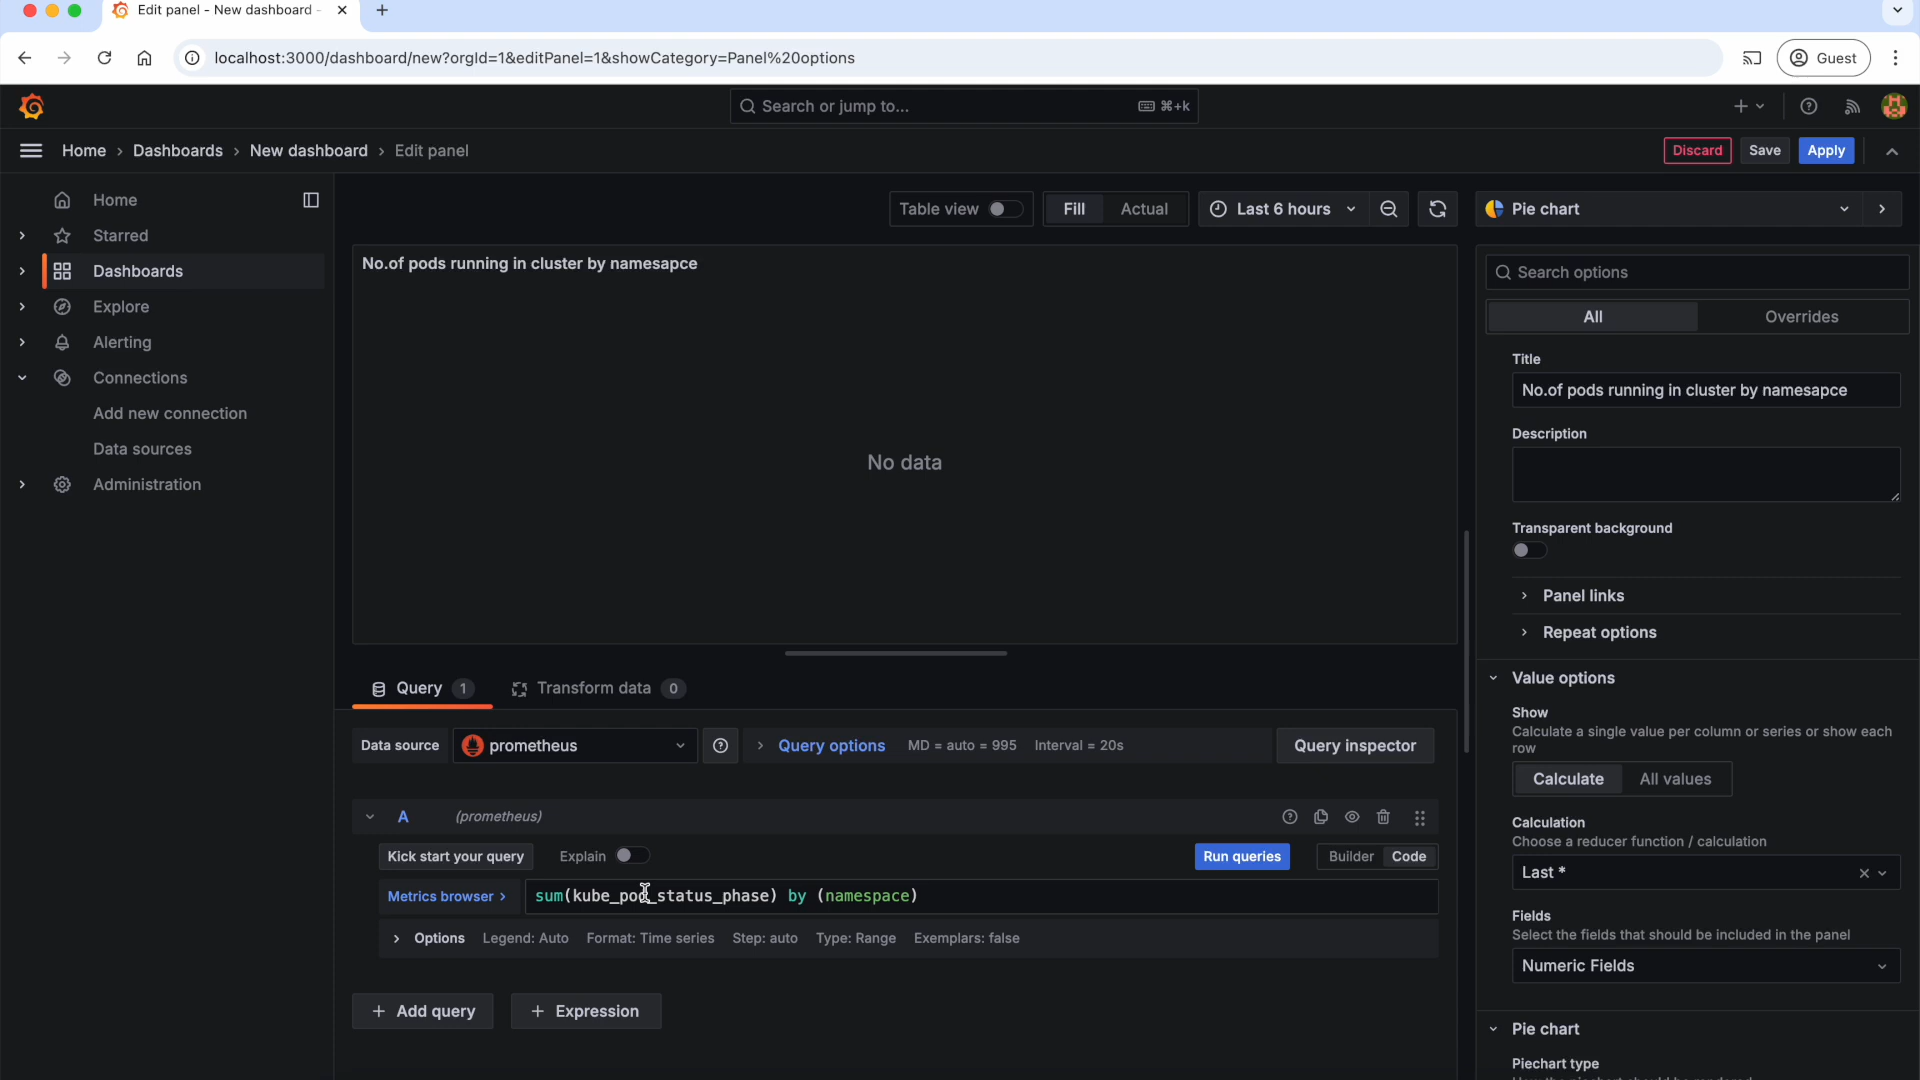 Edit panel - New dashboard -
localhost:3000/dashboard/new?orgId=1&editPanel=1&showCategory=Panel%20options
Guest
Search or jump to...
⌘+k
Home › Dashboards › New dashboard › Edit panel
Discard
Save
Apply
Home
Starred
Dashboards
Explore
Alerting
Connections
Add new connection
Data sources
Administration
Table view
Fill
Actual
Last 6 hours
Pie chart
No.of pods running in cluster by namesapce
No data
Search options
All
Overrides
Title
No.of pods running in cluster by namesapce
Description
Transparent background
Panel links
Repeat options
Value options
Show
Calculate a single value per column or series or show each
row
Calculate
All values
Calculation
Choose a reducer function / calculation
Last *
Fields
Select the fields that should be included in the panel
Numeric Fields
Pie chart
Piechart type
Query 1
Transform data 0
Data source
prometheus
Query options
MD = auto = 995
Interval = 20s
Query inspector
A
(prometheus)
Kick start your query
Explain
Run queries
Builder
Code
Metrics browser >
sum(kube_pod_status_phase) by (namespace)
Options
Legend: Auto
Format: Time series
Step: auto
Type: Range
Exemplars: false
+ Add query
+ Expression